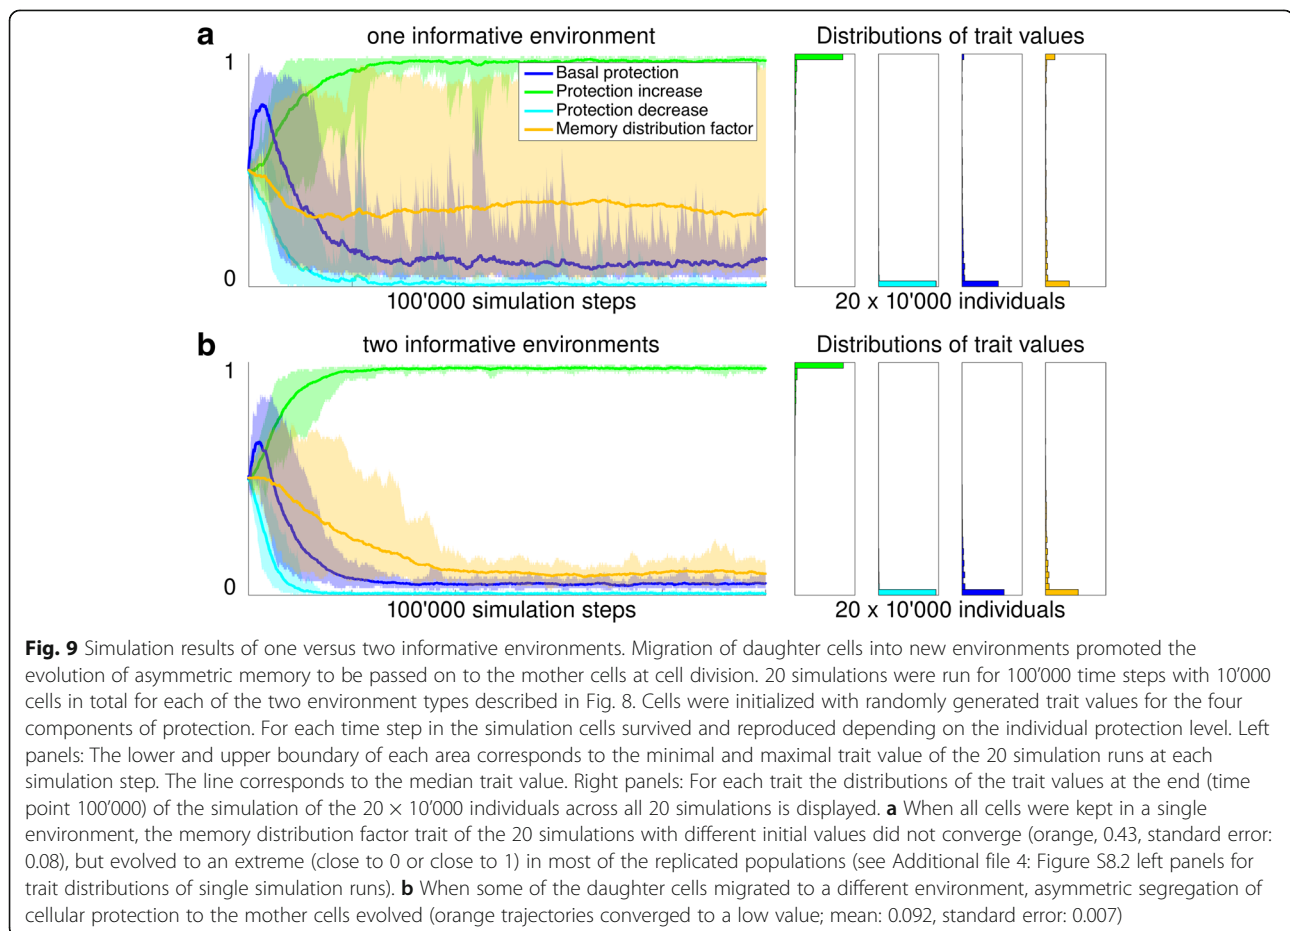 a
one informative environment
Distributions of trait values
1
Basal protection
Protection increase
Protection decrease
Memory distribution factor
0
100'000 simulation steps
20 x 10'000 individuals
b
two informative environments
Distributions of trait values
1
0
100'000 simulation steps
20 x 10'000 individuals
Fig. 9 Simulation results of one versus two informative environments. Migration of daughter cells into new environments promoted the
evolution of asymmetric memory to be passed on to the mother cells at cell division. 20 simulations were run for 100′000 time steps with 10′000
cells in total for each of the two environment types described in Fig. 8. Cells were initialized with randomly generated trait values for the four
components of protection. For each time step in the simulation cells survived and reproduced depending on the individual protection level. Left
panels: The lower and upper boundary of each area corresponds to the minimal and maximal trait value of the 20 simulation runs at each
simulation step. The line corresponds to the median trait value. Right panels: For each trait the distributions of the trait values at the end (time
point 100′000) of the simulation of the 20 × 10′000 individuals across all 20 simulations is displayed. a When all cells were kept in a single
environment, the memory distribution factor trait of the 20 simulations with different initial values did not converge (orange, 0.43, standard error:
0.08), but evolved to an extreme (close to 0 or close to 1) in most of the replicated populations (see Additional file 4: Figure S8.2 left panels for
trait distributions of single simulation runs). b When some of the daughter cells migrated to a different environment, asymmetric segregation of
cellular protection to the mother cells evolved (orange trajectories converged to a low value; mean: 0.092, standard error: 0.007)